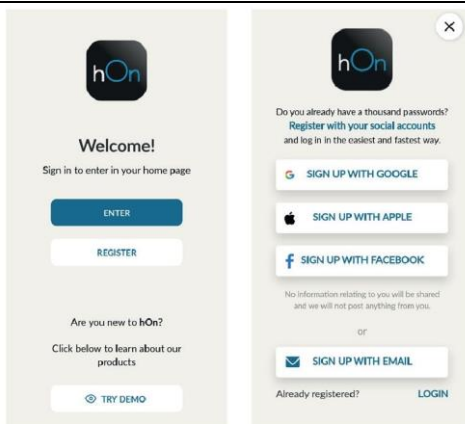 hOn
Welcome!
Sign in to enter in your home page
ENTER
REGISTER
Are you new to hOn?
Click below to learn about our
products
TRY DEMO
hOn
Do you already have a thousand passwords?
Register with your social accounts
and log in in the easiest and fastest way.
SIGN UP WITH GOOGLE
SIGN UP WITH APPLE
SIGN UP WITH FACEBOOK
No information relating to you will be shared
and we will not post anything from you.
or
SIGN UP WITH EMAIL
Already registered? LOGIN